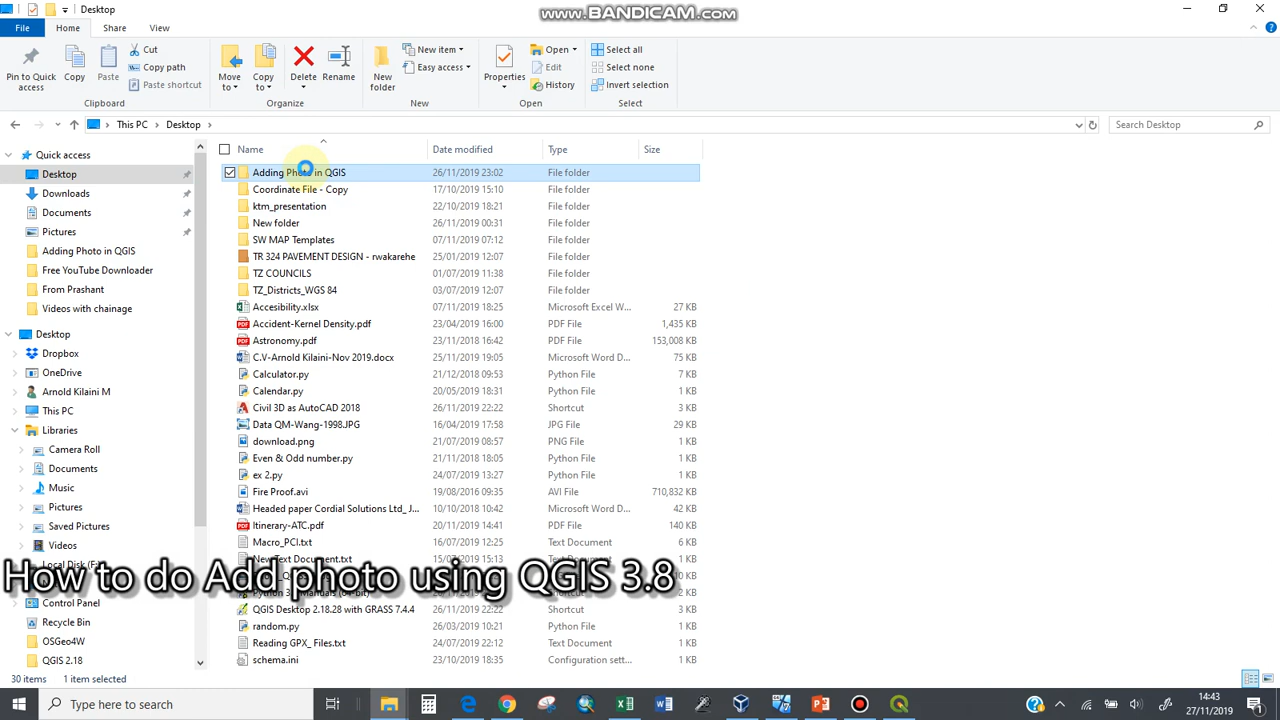 www.BANDICAM.com
Desktop
File Home Share View
Pin to Quick access
Copy
Paste
Cut
Copy path
Paste shortcut
Clipboard
Move to
Copy to
Delete
Rename
Organize
New folder
New item
Easy access
New
Properties
Open
Edit
History
Open
Select all
Select none
Invert selection
Select
This PC > Desktop >
Search Desktop
Quick access
Desktop
Downloads
Documents
Pictures
Adding Photo in QGIS
Free YouTube Downloader
From Prashant
Videos with chainage
Desktop
Dropbox
OneDrive
Arnold Kilaini M
This PC
Libraries
Camera Roll
Documents
Music
Pictures
Saved Pictures
Videos
Local Disk (F:)
Control Panel
Recycle Bin
OSGeo4W
QGIS 2.18
Name Date modified Type Size
Adding Photo in QGIS 26/11/2019 23:02 File folder
Coordinate File - Copy 17/10/2019 15:10 File folder
ktm_presentation 22/10/2019 18:21 File folder
New folder 26/11/2019 00:31 File folder
SW MAP Templates 07/11/2019 07:12 File folder
TR 324 PAVEMENT DESIGN - rwakarehe 25/01/2019 12:07 File folder
TZ COUNCILS 01/07/2019 11:38 File folder
TZ_Districts_WGS 84 03/07/2019 12:07 File folder
Accesibility.xlsx 07/11/2019 18:25 Microsoft Excel W... 27 KB
Accident-Kernel Density.pdf 23/04/2019 16:00 PDF File 1,435 KB
Astronomy.pdf 23/11/2018 16:42 PDF File 153,008 KB
C.V-Arnold Kilaini-Nov 2019.docx 25/11/2019 19:05 Microsoft Word D... 75 KB
Calculator.py 21/12/2018 09:53 Python File 7 KB
Calendar.py 20/05/2019 18:31 Python File 1 KB
Civil 3D as AutoCAD 2018 26/11/2019 22:22 Shortcut 3 KB
Data QM-Wang-1998.JPG 16/04/2019 17:58 JPG File 29 KB
download.png 21/07/2019 08:57 PNG File 1 KB
Even & Odd number.py 21/11/2018 18:05 Python File 1 KB
ex 2.py 24/07/2019 13:27 Python File 1 KB
Fire Proof.avi 19/08/2016 09:35 AVI File 710,832 KB
Headed paper Cordial Solutions Ltd_ J... 10/10/2018 10:43 Microsoft Word D... 42 KB
Itinerary-ATC.pdf 20/11/2019 14:41 PDF File 140 KB
Macro_PCI.txt 16/07/2019 12:25 Text Document 6 KB
New Text Document.txt 15/07/2019 Text Document 1 KB
How to do Add photo using QGIS 3.8
QGIS Desktop 2.18.28 with GRASS 7.4.4 26/11/2019 22:22 Shortcut 3 KB
random.py 26/03/2019 10:21 Python File 1 KB
Reading GPX_ Files.txt 24/07/2019 22:12 Text Document 1 KB
schema.ini 23/10/2019 18:35 Configuration sett... 1 KB
30 items 1 item selected
Type here to search
14:43
27/11/2019